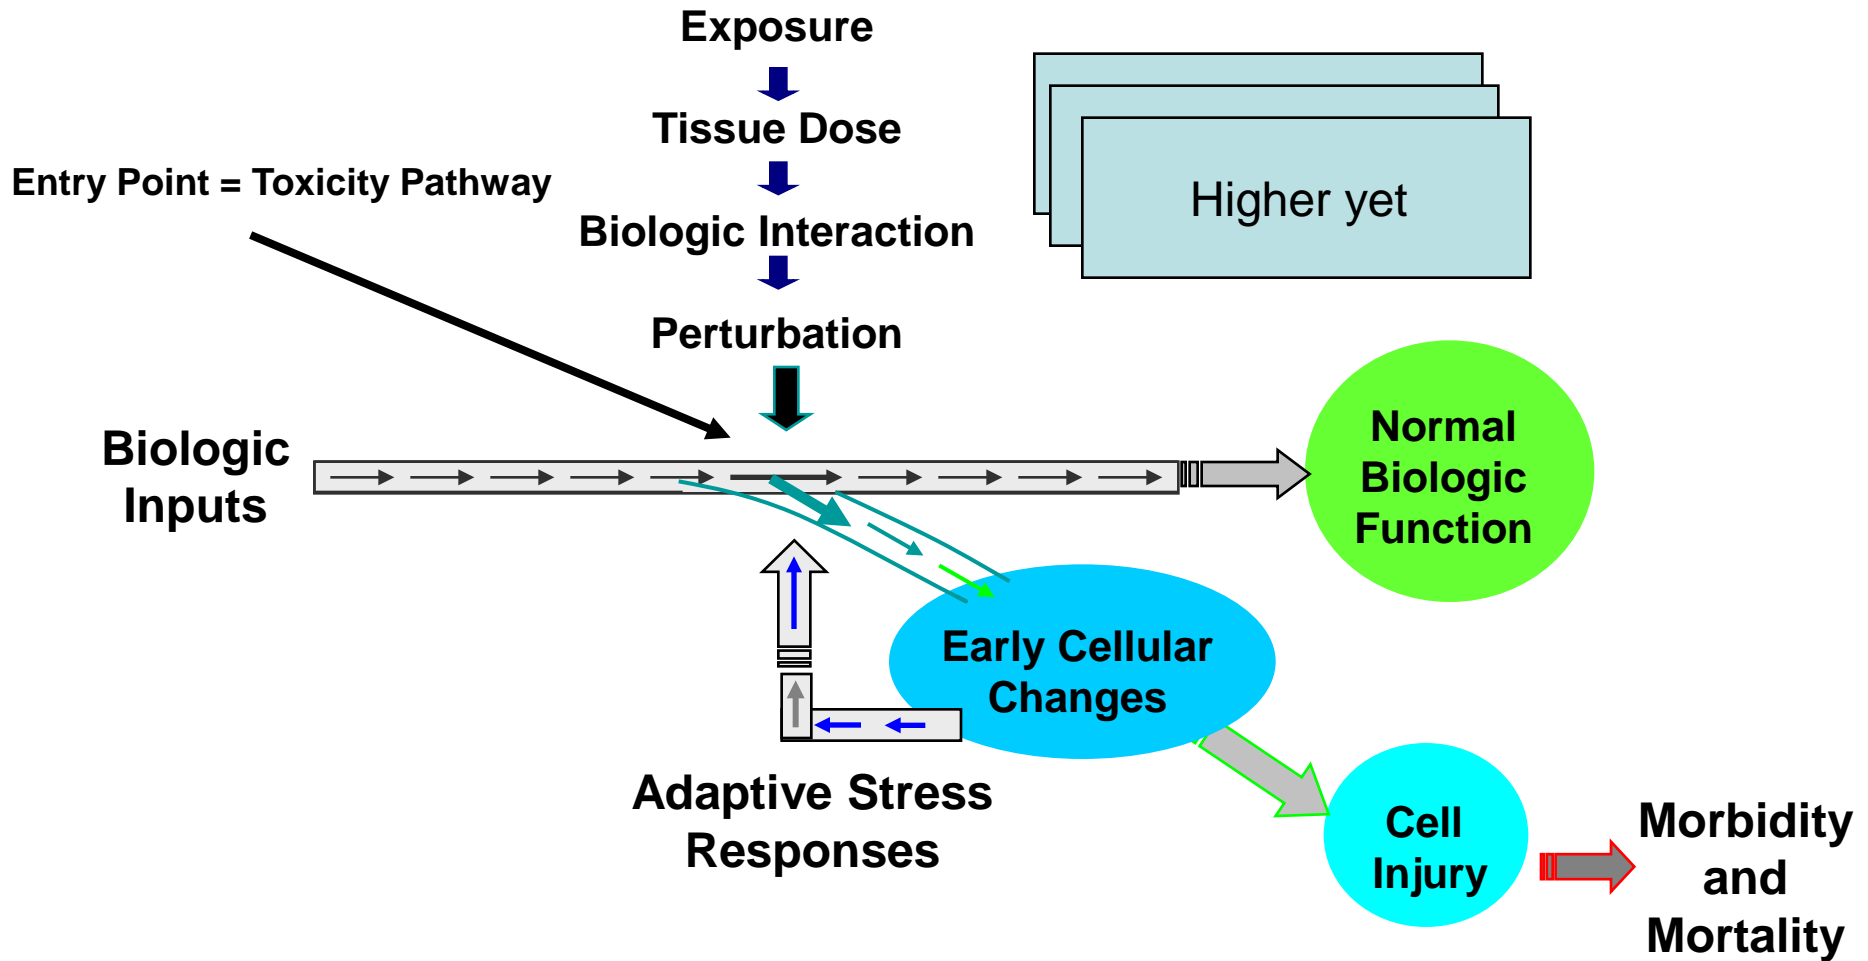 Exposure
Tissue Dose
Entry Point = Toxicity Pathway
Higher yet
Biologic Interaction
Perturbation
Biologic
Inputs
Normal
Biologic
Function
Early Cellular
Changes
Adaptive Stress
Responses
Cell
Injury
Morbidity
and
Mortality